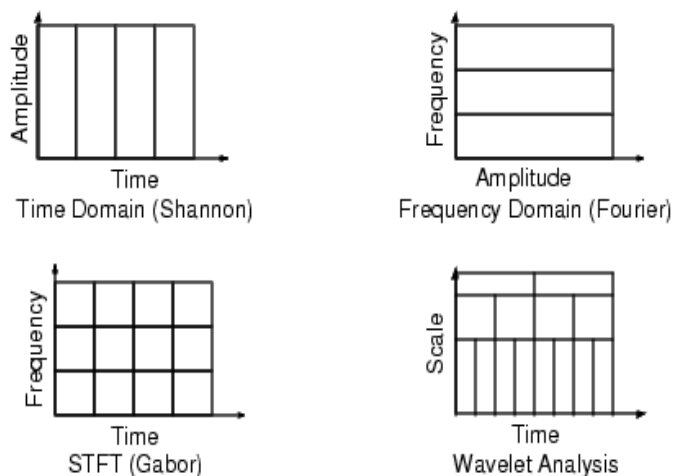 Amplitude
Time
Time Domain (Shannon)
Frequency
Amplitude
Frequency Domain (Fourier)
Frequency
Time
STFT (Gabor)
Scale
Time
Wavelet Analysis